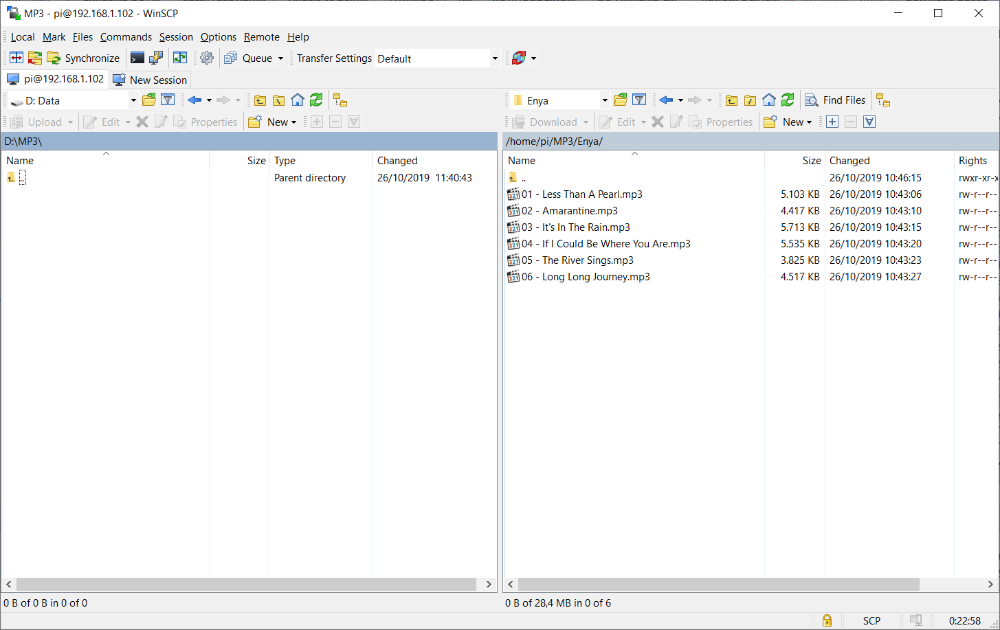 MP3 - pi@192.168.1.102 - WinSCP
Local Mark Files Commands Session Options Remote Help
Synchronize Queue Transfer Settings Default
pi@192.168.1.102 New Session
D: Data Enya Find Files
Upload Edit Properties New Download Edit Properties New
D:\MP3\ /home/pi/MP3/Enya/
Name Size Type Changed Name Size Changed Rights
.. Parent directory 26/10/2019 11:40:43 .. 26/10/2019 10:46:15 rwxr-xr-x
01 - Less Than A Pearl.mp3 5.103 KB 26/10/2019 10:43:06 rw-r--r--
02 - Amarantine.mp3 4.417 KB 26/10/2019 10:43:10 rw-r--r--
03 - It's In The Rain.mp3 5.713 KB 26/10/2019 10:43:15 rw-r--r--
04 - If I Could Be Where You Are.mp3 5.535 KB 26/10/2019 10:43:20 rw-r--r--
05 - The River Sings.mp3 3.825 KB 26/10/2019 10:43:23 rw-r--r--
06 - Long Long Journey.mp3 4.517 KB 26/10/2019 10:43:27 rw-r--r--
0 B of 0 B in 0 of 0 0 B of 28,4 MB in 0 of 6
SCP 0:22:58